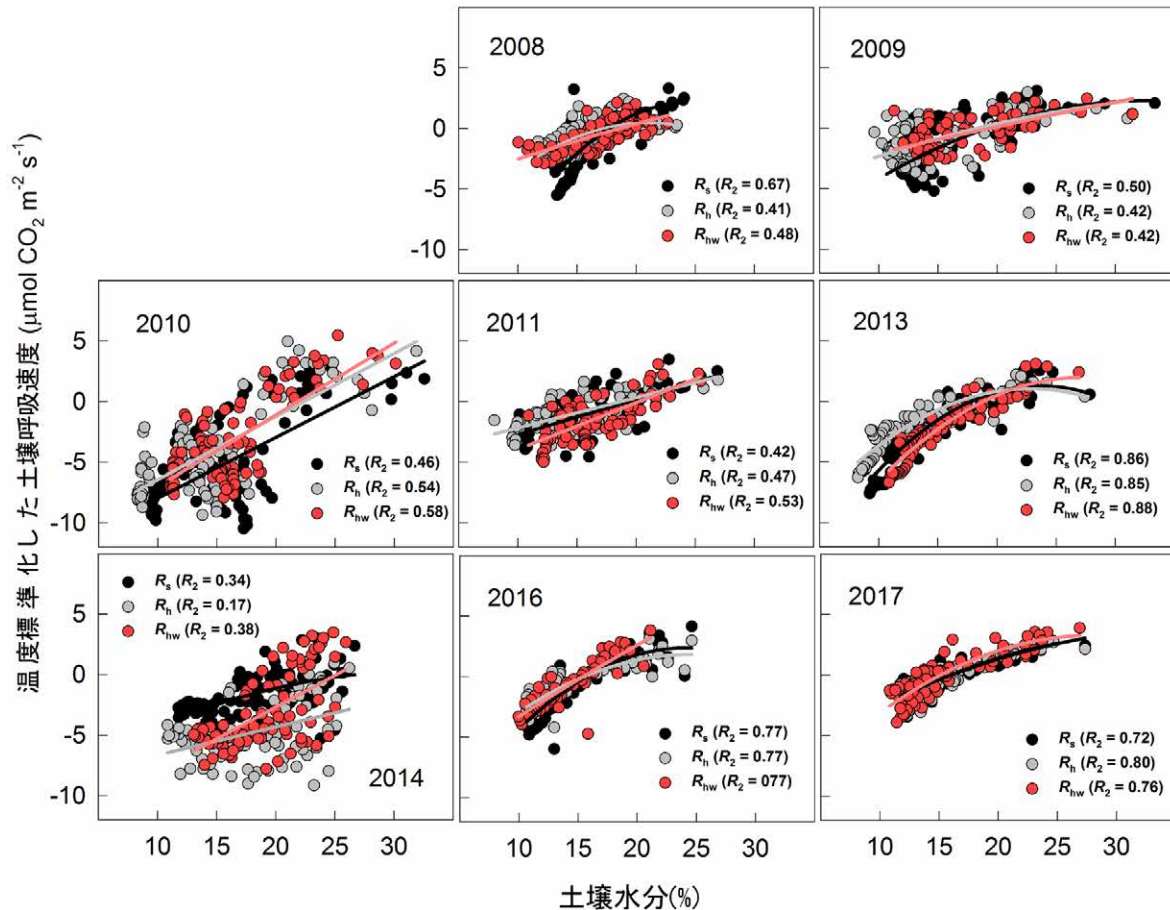 温度標準化した土壌呼吸速度 (μmol CO₂ m⁻² s⁻¹)
2008
5
0
-5
-10
Rs (R2 = 0.67)
Rh (R2 = 0.41)
Rhw (R2 = 0.48)
2009
Rs (R2 = 0.50)
Rh (R2 = 0.42)
Rhw (R2 = 0.42)
2010
5
0
-5
-10
Rs (R2 = 0.46)
Rh (R2 = 0.54)
Rhw (R2 = 0.58)
2011
Rs (R2 = 0.42)
Rh (R2 = 0.47)
Rhw (R2 = 0.53)
2013
Rs (R2 = 0.86)
Rh (R2 = 0.85)
Rhw (R2 = 0.88)
5
0
-5
-10
Rs (R2 = 0.34)
Rh (R2 = 0.17)
Rhw (R2 = 0.38)
2014
2016
Rs (R2 = 0.77)
Rh (R2 = 0.77)
Rhw (R2 = 077)
2017
Rs (R2 = 0.72)
Rh (R2 = 0.80)
Rhw (R2 = 0.76)
10 15 20 25 30
10 15 20 25 30
10 15 20 25 30
土壌水分(%)